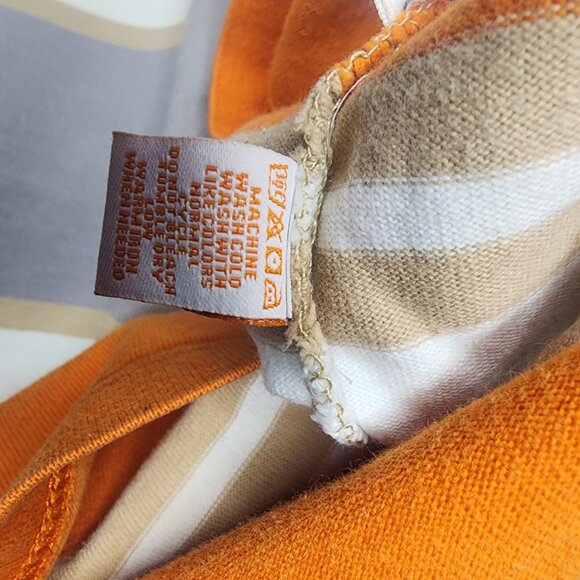 MACHINE
WASH COLD
WASH WITH
LIKE COLORS
DO NOT BLEACH
TUMBLE DRY
LOW
WARM IRON
WHEN NEEDED